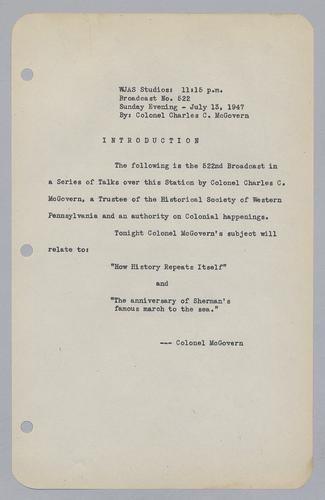 WJAS Studios: 11:15 p.m.
Broadcast No. 522
Sunday Evening - July 13, 1947
By: Colonel Charles C. McGovern
I N T R O D U C T I O N
The following is the 522nd Broadcast in
a Series of Talks over this Station by Colonel Charles C.
McGovern, a Trustee of the Historical Society of Western
Pennsylvania and an authority on Colonial happenings.
Tonight Colonel McGovern's subject will
relate to:
"How History Repeats Itself"
and
"The anniversary of Sherman's
famous march to the sea."
--- Colonel McGovern